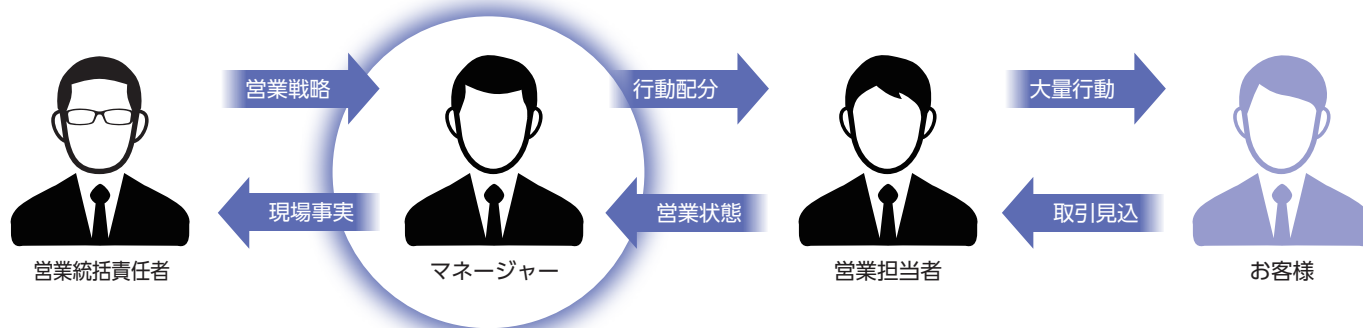 営業戦略
行動配分
大量行動
現場事実
営業状態
取引見込
営業統括責任者
マネージャー
営業担当者
お客様